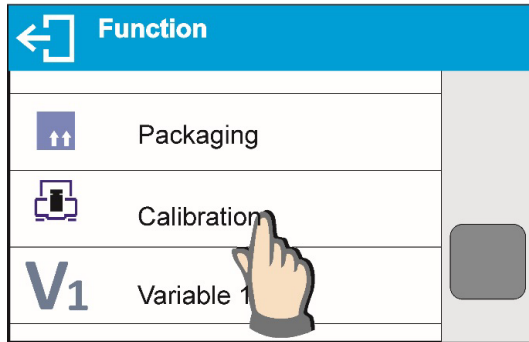 Function
Packaging
Calibration
V1
Variable 1